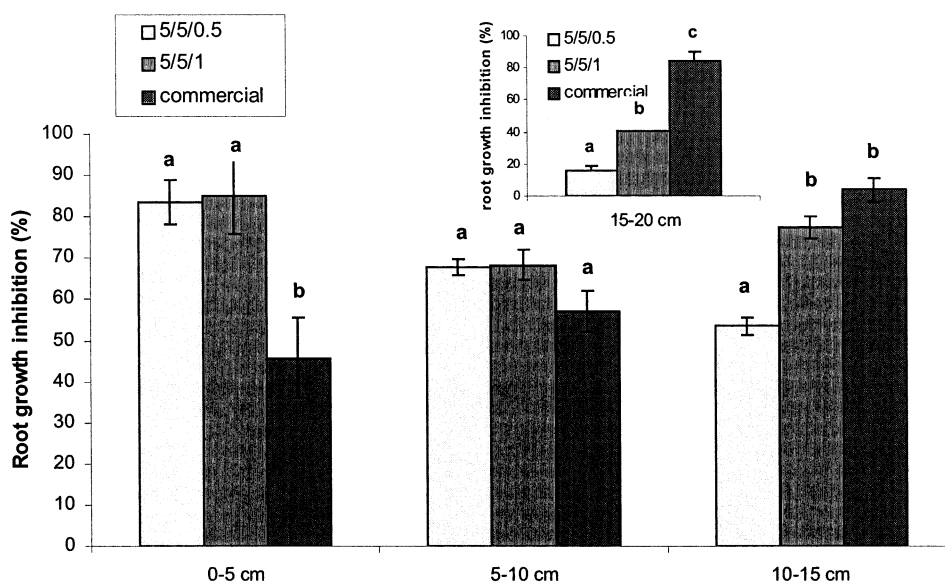 5/5/0.5
5/5/1
commercial
root growth inhibition (%)
100
80
60
40
20
0
5/5/0.5
5/5/1
commercial
a
b
c
15-20 cm
Root growth inhibition (%)
100
90
80
70
60
50
40
30
20
10
0
a
a
b
a
a
a
a
b
b
0-5 cm
5-10 cm
10-15 cm